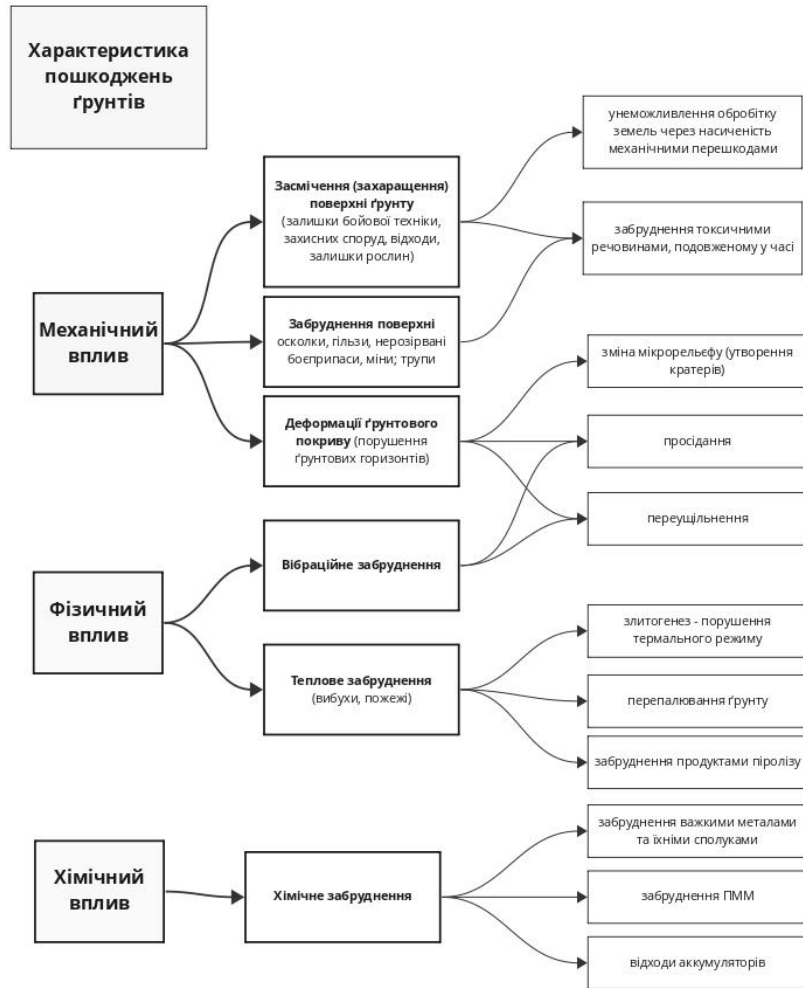 Характеристика
пошкоджень
ґрунтів
унеможливлення обробітку
земель через насиченість
механічними перешкодами
Засмічення (захаращення)
поверхні ґрунту
(залишки бойової техніки,
захисних споруд, відходи,
залишки рослин)
забруднення токсичними
речовинами, подовженому у часі
Механічний
вплив
Забруднення поверхні
осколки, гільзи, нерозірвані
боєприпаси, міни; трупи
зміна мікрорельєфу (утворення
кратерів)
Деформації ґрунтового
покриву (порушення
ґрунтових горизонтів)
просідання
переущільнення
Вібраційне забруднення
Фізичний
вплив
злитогенез - порушення
термального режиму
Теплове забруднення
(вибухи, пожежі)
перепалювання ґрунту
забруднення продуктами піролізу
забруднення важкими металами
та їхніми сполуками
Хімічний
вплив
Хімічне забруднення
забруднення ПММ
відходи аккумуляторів